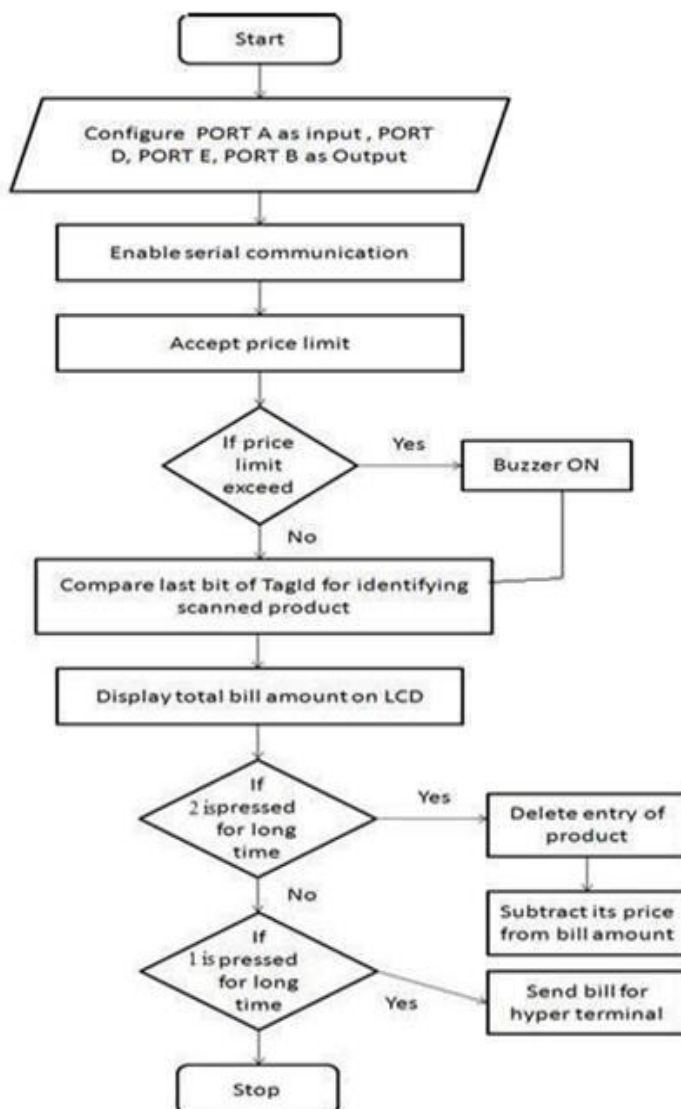 Start
Configure PORT A as input , PORT
D, PORT E, PORT B as Output
Enable serial communication
Accept price limit
If price
limit
exceed
Yes
Buzzer ON
No
Compare last bit of TagId for identifying
scanned product
Display total bill amount on LCD
If
2 is pressed
for long
time
Yes
Delete entry of
product
No
Subtract its price
from bill amount
If
1 is pressed
for long
time
Yes
Send bill for
hyper terminal
Stop